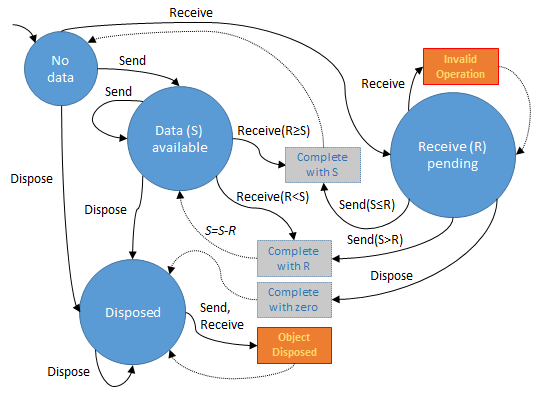 Receive
No
data
Send
Send
Data (S)
available
Receive(R≥S)
Complete
with S
Invalid
Operation
Receive
Receive (R)
pending
Dispose
Dispose
Receive(R<S)
Send(S≤R)
S=S-R
Send(S>R)
Complete
with R
Dispose
Complete
with zero
Disposed
Send,
Receive
Object
Disposed
Dispose